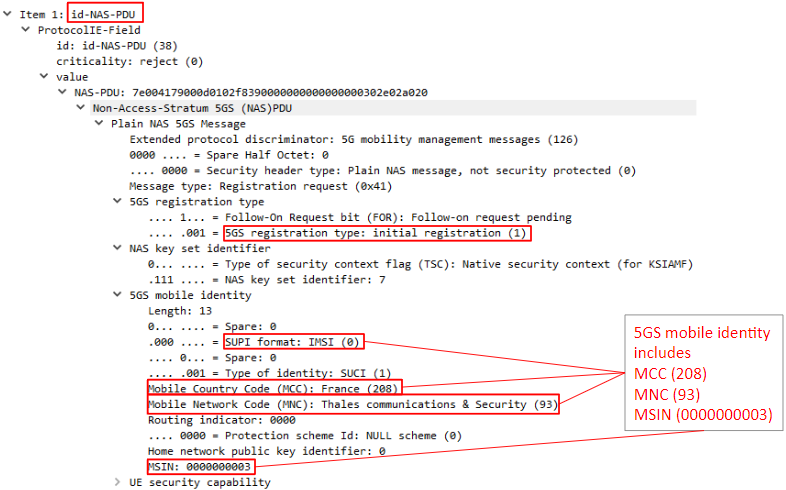 Item 1: id-NAS-PDU
ProtocolIE-Field
id: id-NAS-PDU (38)
criticality: reject (0)
value
NAS-PDU: 7e004179000d0102f8390000000000000000302e02a020
Non-Access-Stratum 5GS (NAS)PDU
Plain NAS 5GS Message
Extended protocol discriminator: 5G mobility management messages (126)
0000 .... = Spare Half Octet: 0
.... 0000 = Security header type: Plain NAS message, not security protected (0)
Message type: Registration request (0x41)
5GS registration type
.... 1... = Follow-On Request bit (FOR): Follow-on request pending
.... .001 = 5GS registration type: initial registration (1)
NAS key set identifier
0... .... = Type of security context flag (TSC): Native security context (for KSIAMF)
.111 .... = NAS key set identifier: 7
5GS mobile identity
Length: 13
0... .... = Spare: 0
.000 .... = SUPI format: IMSI (0)
.... 0... = Spare: 0
.... .001 = Type of identity: SUCI (1)
Mobile Country Code (MCC): France (208)
Mobile Network Code (MNC): Thales communications & Security (93)
Routing indicator: 0000
.... 0000 = Protection scheme Id: NULL scheme (0)
Home network public key identifier: 0
MSIN: 0000000003
UE security capability
5GS mobile identity
includes
MCC (208)
MNC (93)
MSIN (0000000003)